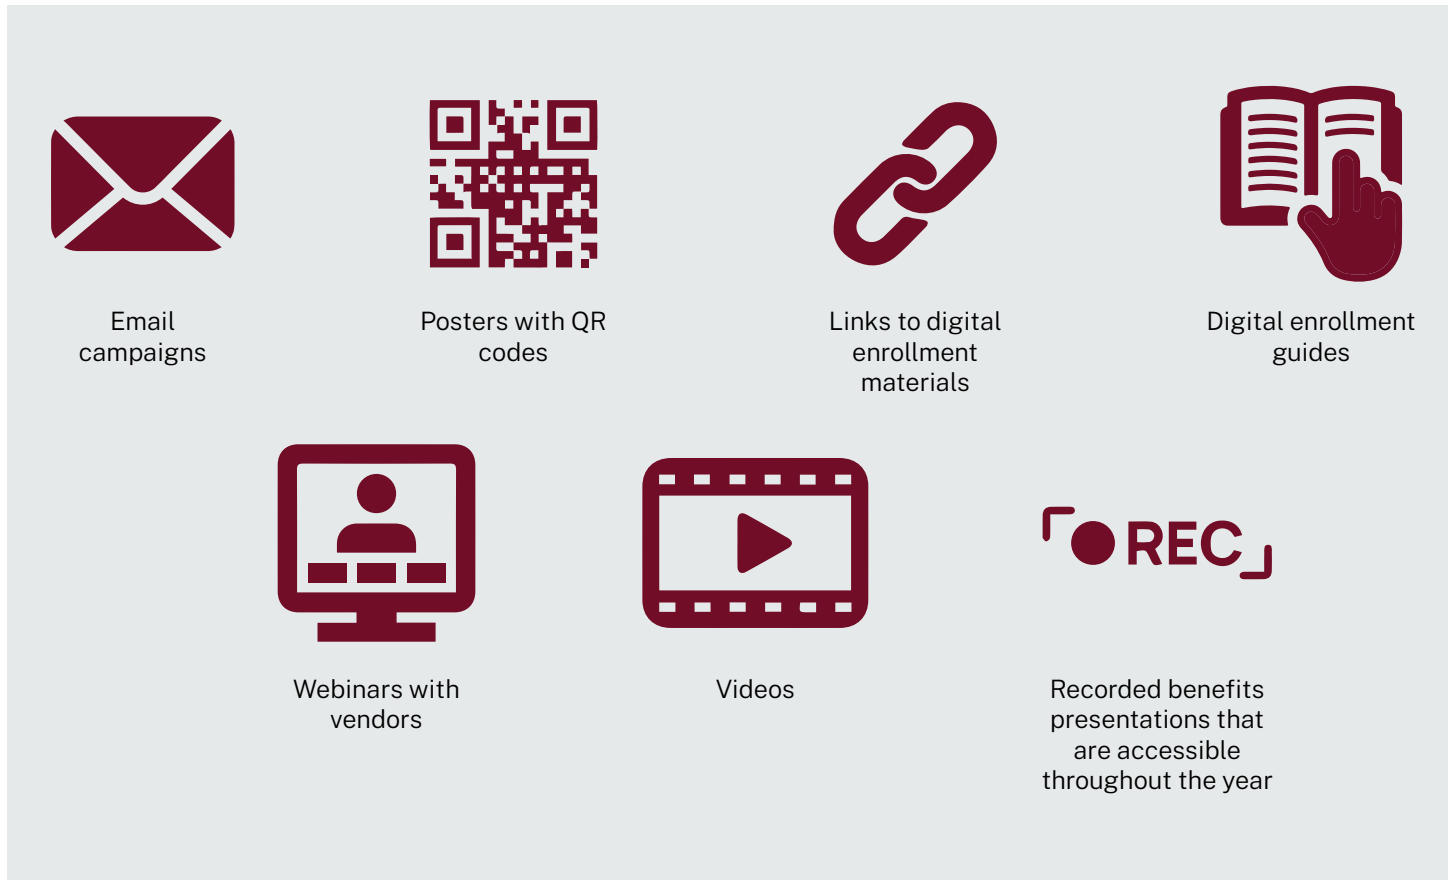 Email
campaigns
Posters with QR
codes
Links to digital
enrollment
materials
Digital enrollment
guides
REC
Webinars with
vendors
Videos
Recorded benefits
presentations that
are accessible
throughout the year